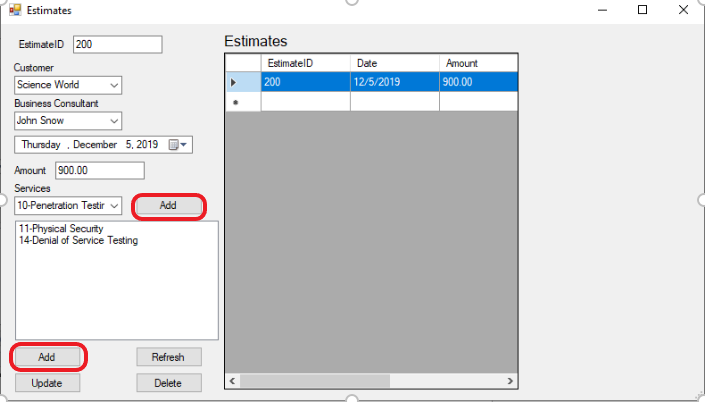 Estimates
EstimateID 200
Customer
Science World
Business Consultant
John Snow
Thursday , December 5, 2019
Amount 900.00
Services
10-Penetration Testir Add
11-Physical Security
14-Denial of Service Testing
Add Refresh
Update Delete
Estimates
EstimateID Date Amount
200 12/5/2019 900.00